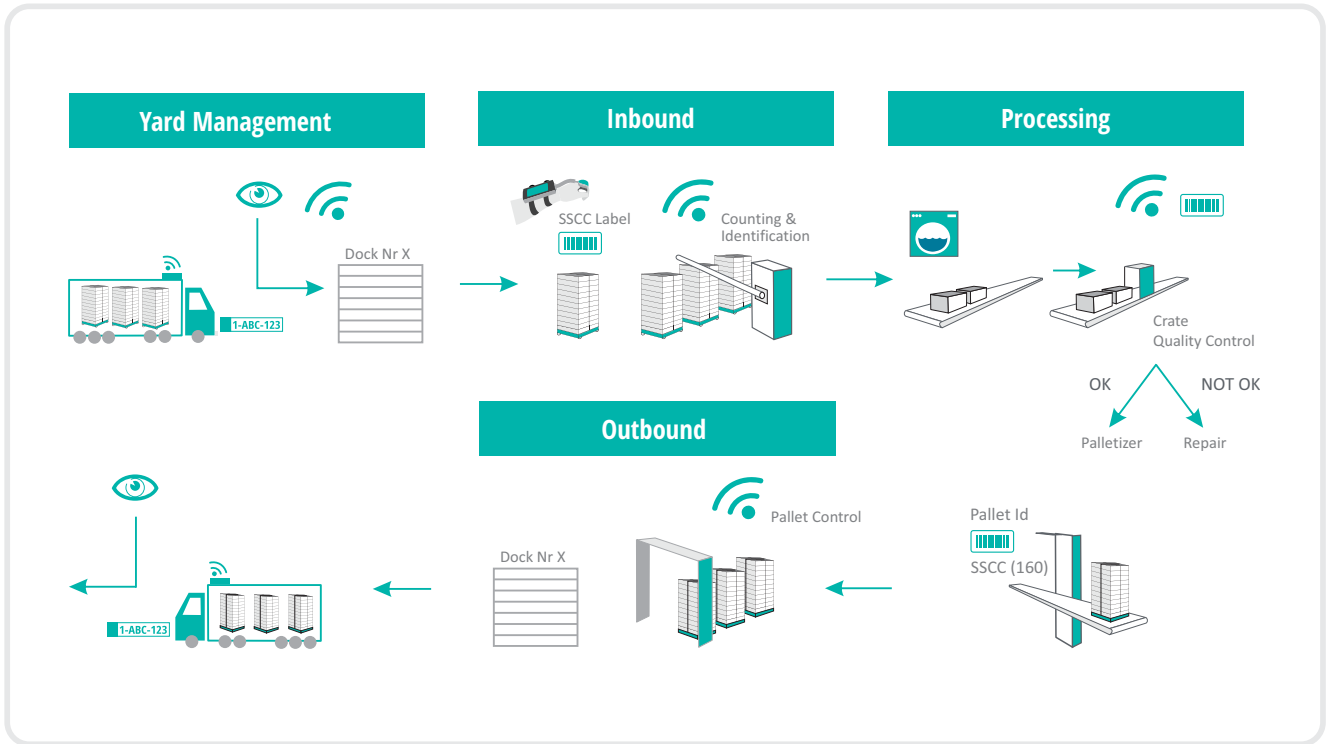 Yard Management
Inbound
Processing
SSCC Label
Counting &
Identification
Dock Nr X
1-ABC-123
Crate
Quality Control
OK
NOT OK
Palletizer
Repair
Outbound
Pallet Control
Pallet Id
SSCC (160)
Dock Nr X
1-ABC-123